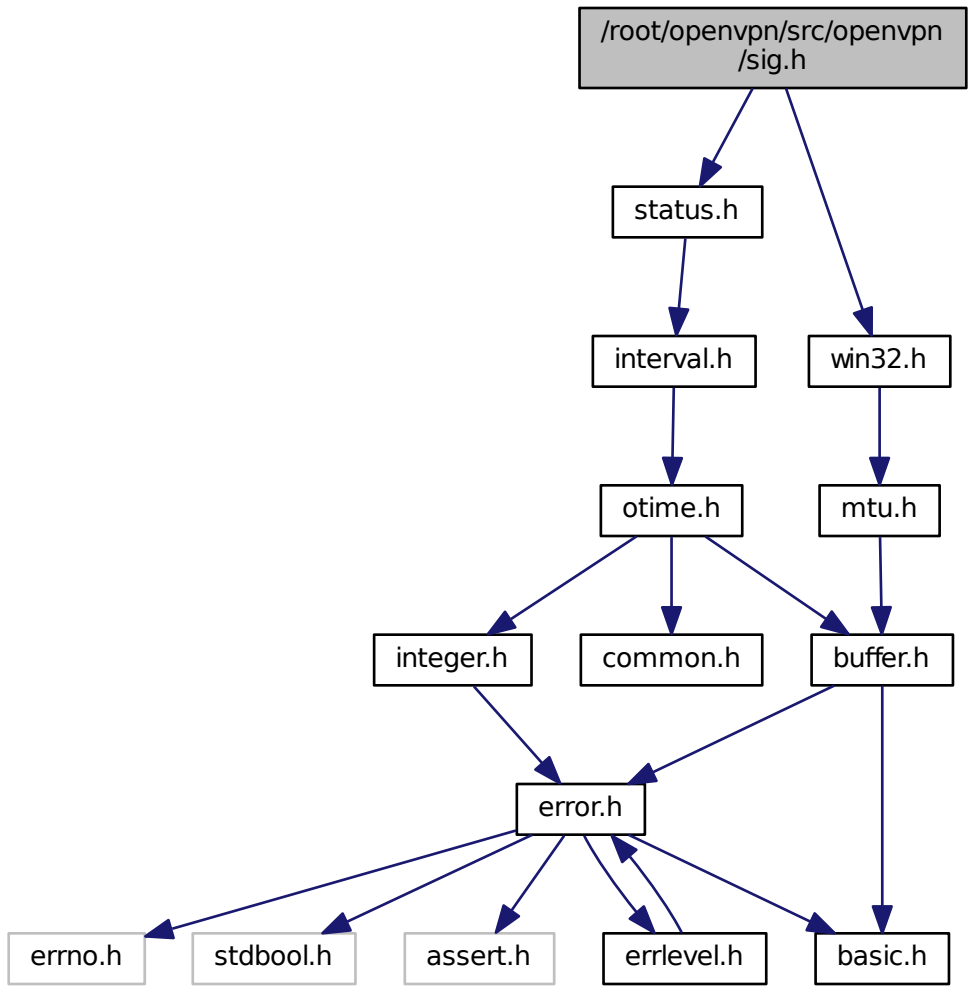 /root/openvpn/src/openvpn
/sig.h
status.h
interval.h
win32.h
otime.h
mtu.h
integer.h
common.h
buffer.h
error.h
errno.h
stdbool.h
assert.h
errlevel.h
basic.h